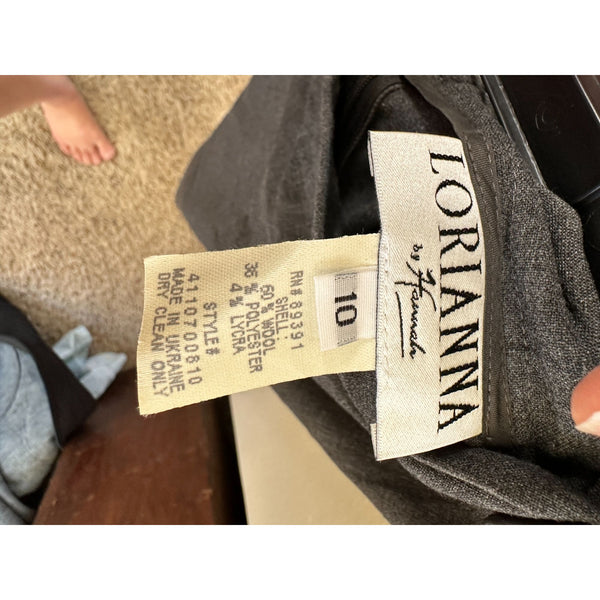 LORIANNA
by Hannah
10
RN# 89391
SHELL:
60% WOOL
36% POLYESTER
4% LYCRA
STYLE#
4110700810
MADE IN UKRAINE
DRY CLEAN ONLY